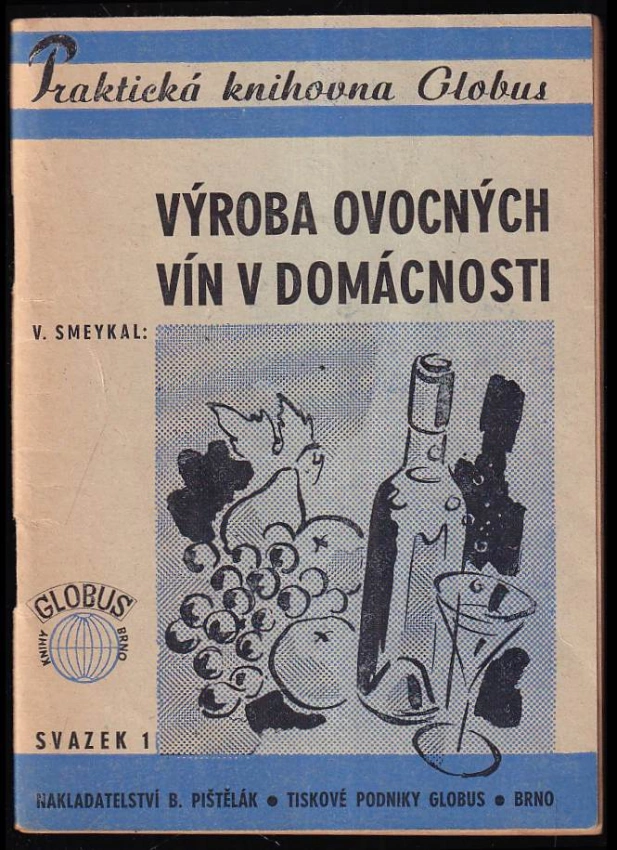 Praktická knihovna Globus
VÝROBA OVOCNÝCH
VÍN V DOMÁCNOSTI
V. SMEYKAL:
GLOBUS
KNIHY BRNO
SVAZEK 1
NAKLADATELSTVÍ B. PIŠTĚLÁK ● TISKOVÉ PODNIKY GLOBUS ● BRNO